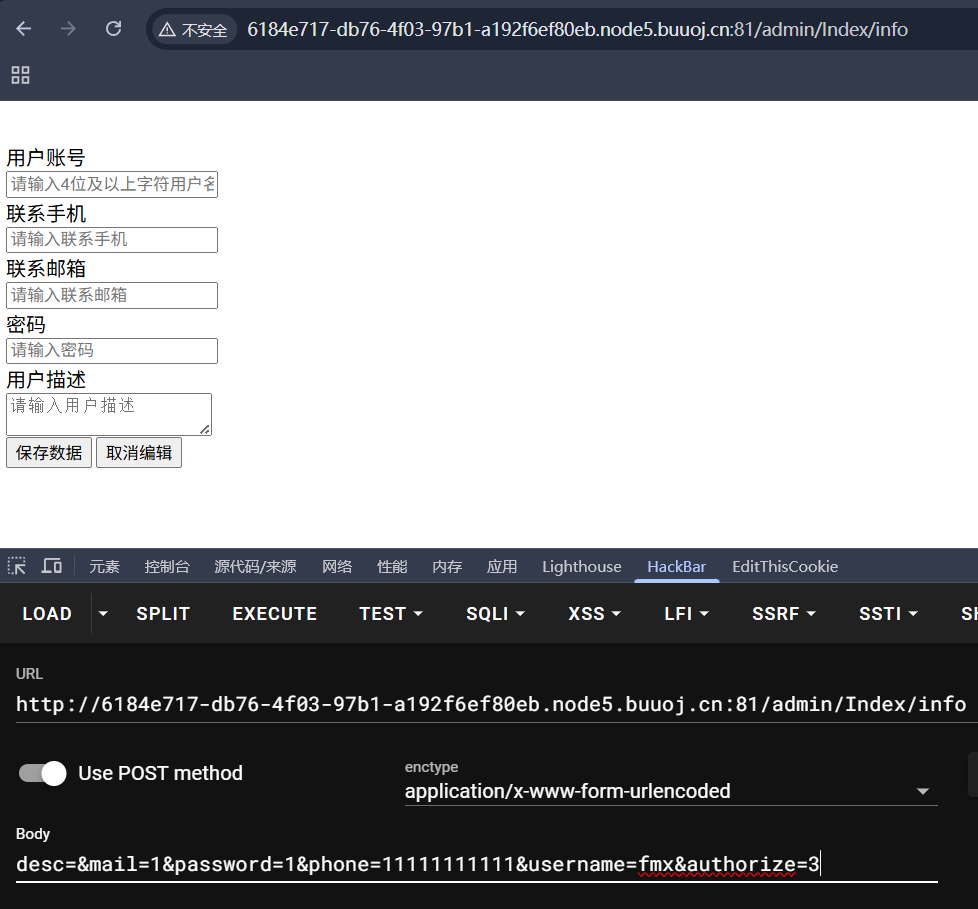 不安全 6184e717-db76-4f03-97b1-a192f6ef80eb.node5.buuoj.cn:81/admin/Index/info
用户账号
请输入4位及以上字符用户名
联系手机
请输入联系手机
联系邮箱
请输入联系邮箱
密码
请输入密码
用户描述
请输入用户描述
保存数据 取消编辑
元素 控制台 源代码/来源 网络 性能 内存 应用 Lighthouse HackBar EditThisCookie
LOAD SPLIT EXECUTE TEST SQLI XSS LFI SSRF SSTI
URL
http://6184e717-db76-4f03-97b1-a192f6ef80eb.node5.buuoj.cn:81/admin/Index/info
Use POST method
enctype
application/x-www-form-urlencoded
Body
desc=&mail=1&password=1&phone=11111111111&username=fmx&authorize=3